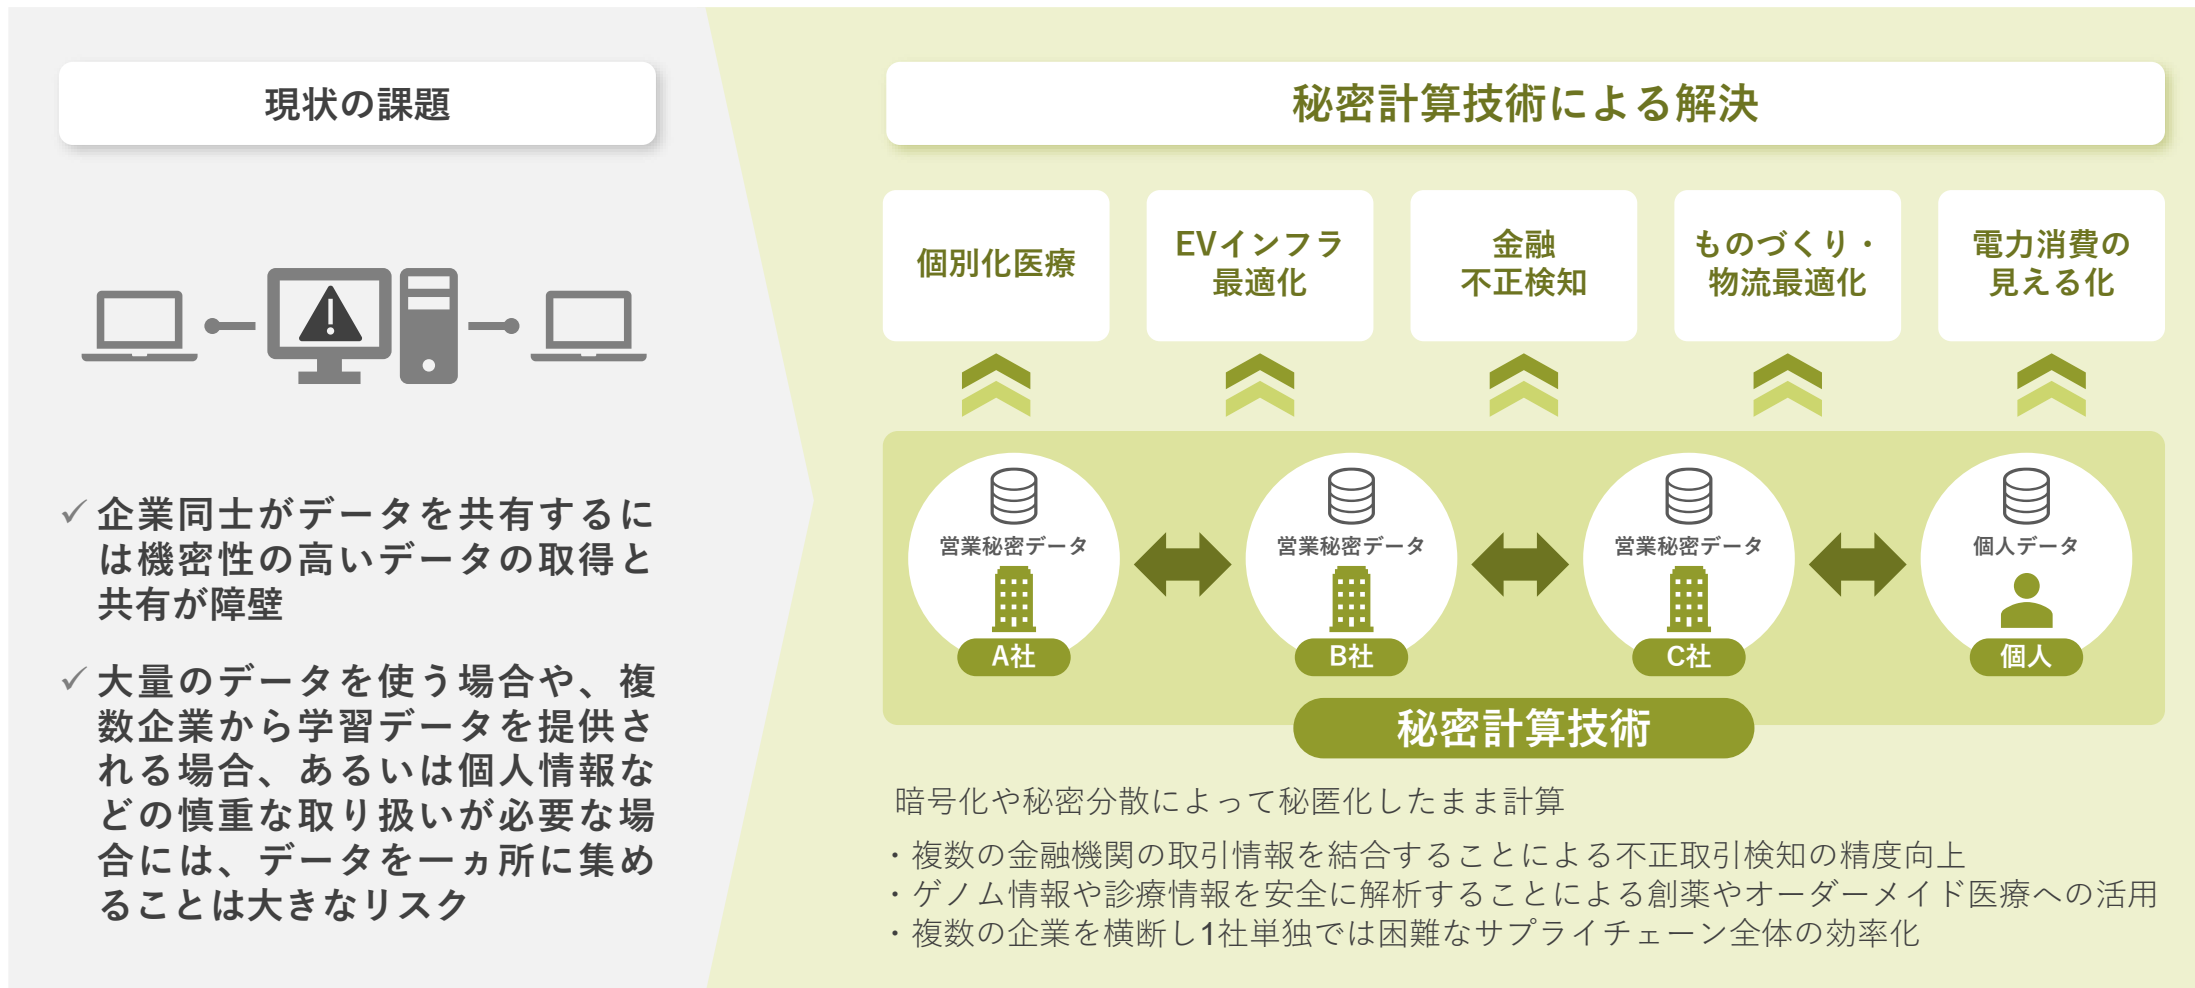 現状の課題
✓ 企業同士がデータを共有するに
は機密性の高いデータの取得と
共有が障壁
✓ 大量のデータを使う場合や、複
数企業から学習データを提供さ
れる場合、あるいは個人情報な
どの慎重な取り扱いが必要な場
合には、データを一ヵ所に集め
ることは大きなリスク
秘密計算技術による解決
個別化医療
EVインフラ
最適化
金融
不正検知
ものづくり・
物流最適化
電力消費の
見える化
営業秘密データ
A社
営業秘密データ
B社
営業秘密データ
C社
個人データ
個人
秘密計算技術
暗号化や秘密分散によって秘匿化したまま計算
・複数の金融機関の取引情報を結合することによる不正取引検知の精度向上
・ゲノム情報や診療情報を安全に解析することによる創薬やオーダーメイド医療への活用
・複数の企業を横断し1社単独では困難なサプライチェーン全体の効率化